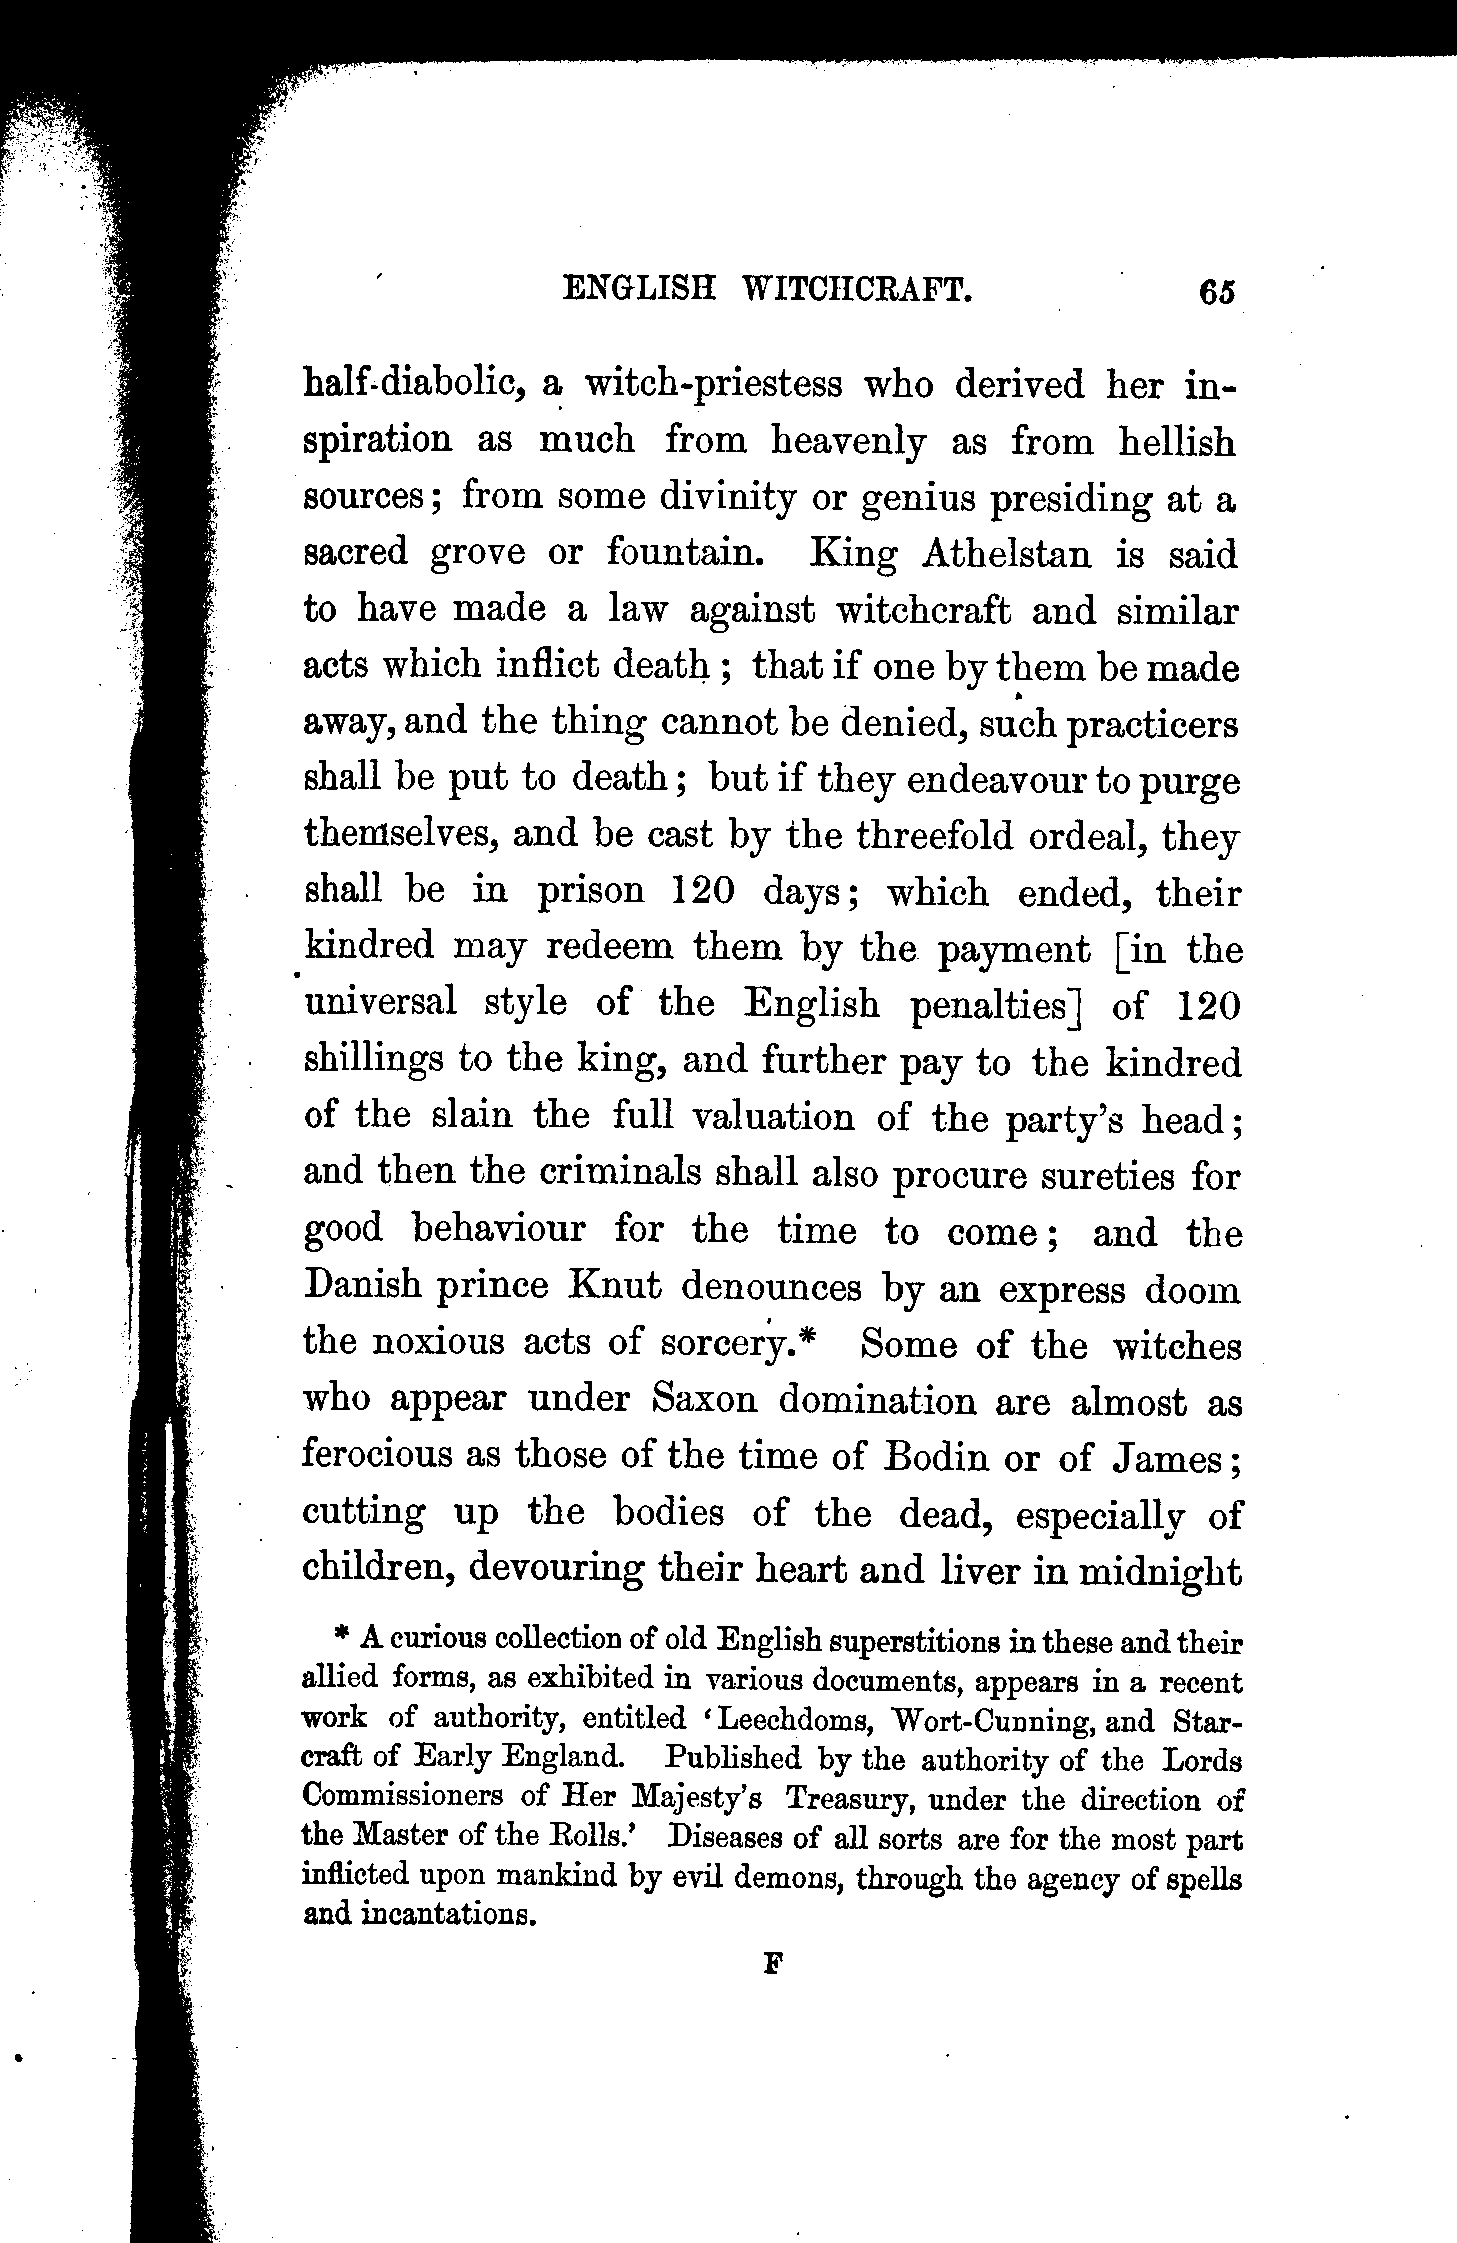 ENGLISH WITCHCRAFT. 65
half-diabolic, a witch-priestess who derived her in-
spiration as much from heavenly as from hellish
sources; from some divinity or genius presiding at a
sacred grove or fountain. King Athelstan is said
to have made a law against witchcraft and similar
acts which inflict death; that if one by them be made
away, and the thing cannot be denied, such practicers
shall be put to death; but if they endeavour to purge
themselves, and be cast by the threefold ordeal, they
shall be in prison 120 days; which ended, their
kindred may redeem them by the payment [in the
universal style of the English penalties] of 120
shillings to the king, and further pay to the kindred
of the slain the full valuation of the party's head;
and then the criminals shall also procure sureties for
good behaviour for the time to come; and the
Danish prince Knut denounces by an express doom
the noxious acts of sorcery.* Some of the witches
who appear under Saxon domination are almost as
ferocious as those of the time of Bodin or of James;
cutting up the bodies of the dead, especially of
children, devouring their heart and liver in midnight
* A curious collection of old English superstitions in these and their
allied forms, as exhibited in various documents, appears in a recent
work of authority, entitled ‘Leechdoms, Wort-Cunning, and Star-
craft of Early England. Published by the authority of the Lords
Commissioners of Her Majesty's Treasury, under the direction of
the Master of the Rolls.’ Diseases of all sorts are for the most part
inflicted upon mankind by evil demons, through the agency of spells
and incantations.
F